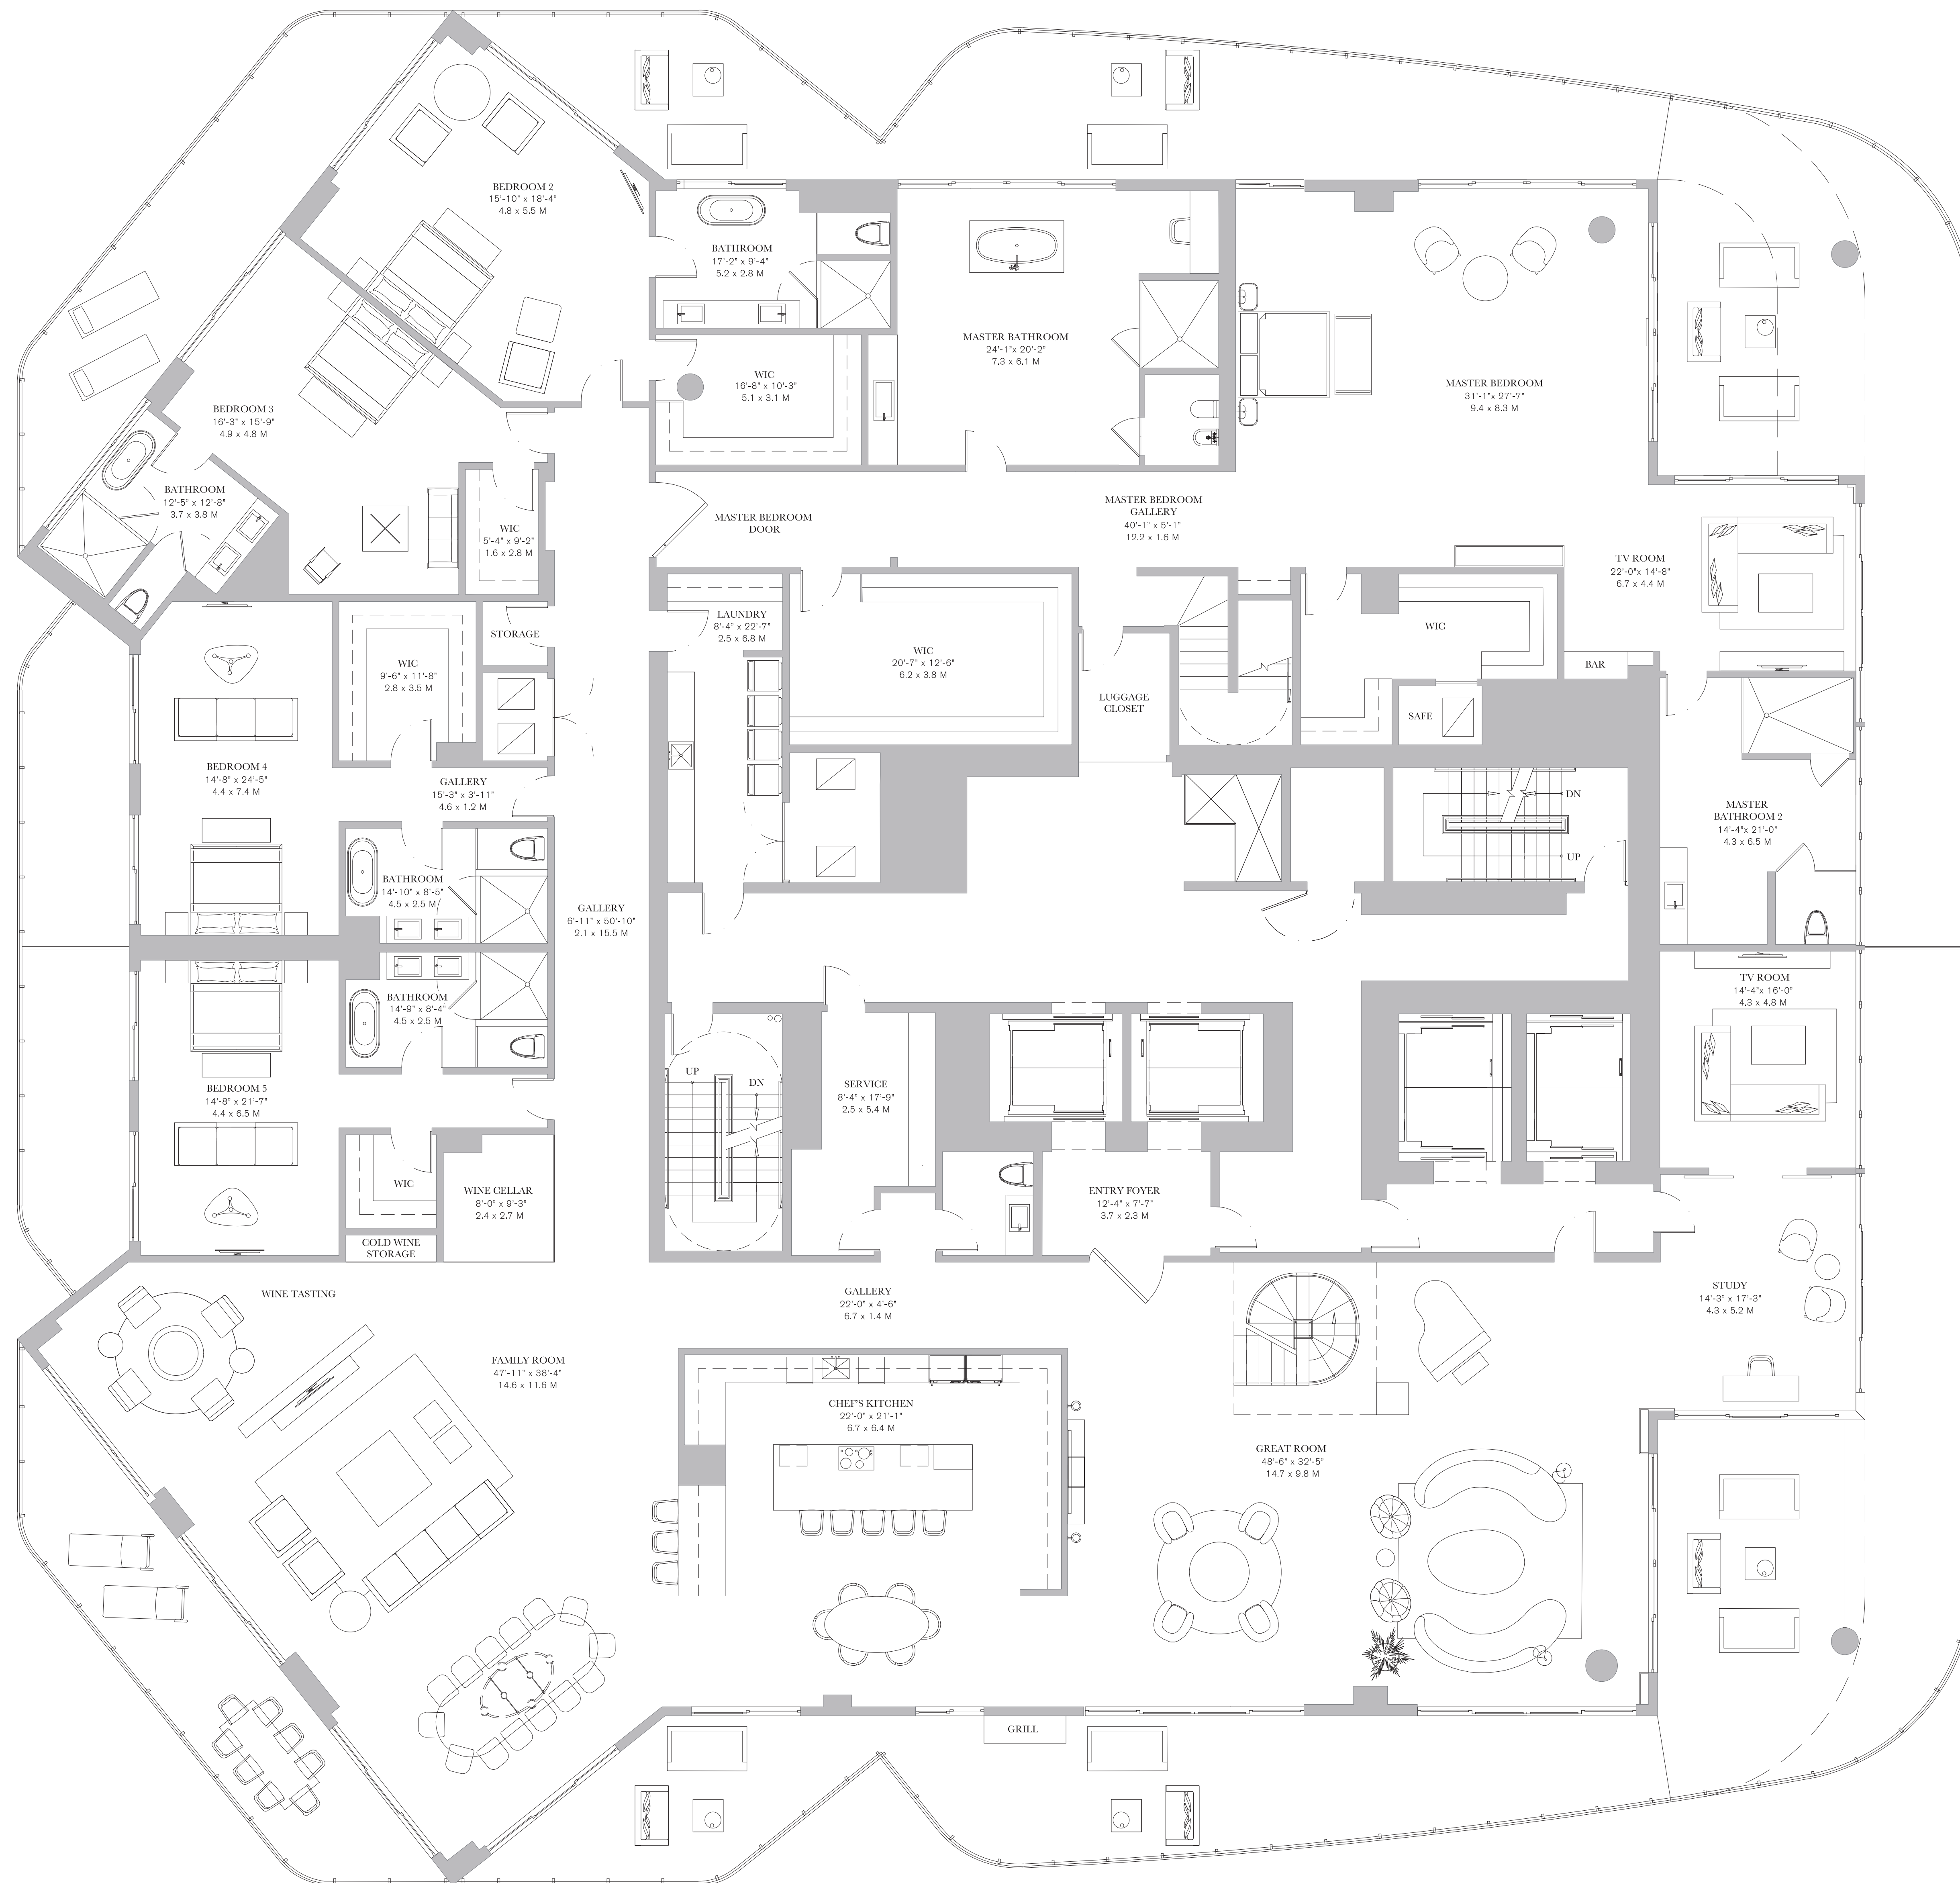 BEDROOM 2
15'-10" x 18'-4"
4.8 x 5.5 M
BATHROOM
17'-2" x 9'-4"
5.2 x 2.8 M
MASTER BATHROOM
24'-1"x 20'-2"
7.3 x 6.1 M
WIC
16'-8" x 10'-3"
5.1 x 3.1 M
MASTER BEDROOM
31'-1"x 27'-7"
9.4 x 8.3 M
BEDROOM 3
16'-3" x 15'-9"
4.9 x 4.8 M
BATHROOM
12'-5" x 12'-8"
3.7 x 3.8 M
WIC
5'-4" x 9'-2"
1.6 x 2.8 M
MASTER BEDROOM
DOOR
MASTER BEDROOM
GALLERY
40'-1" x 5'-1"
12.2 x 1.6 M
TV ROOM
22'-0"x 14'-8"
6.7 x 4.4 M
STORAGE
LAUNDRY
8'-4" x 22'-7"
2.5 x 6.8 M
WIC
9'-6" x 11'-8"
2.8 x 3.5 M
WIC
20'-7" x 12'-6"
6.2 x 3.8 M
LUGGAGE
CLOSET
WIC
BAR
SAFE
BEDROOM 4
14'-8" x 24'-5"
4.4 x 7.4 M
GALLERY
15'-3" x 3'-11"
4.6 x 1.2 M
DN
UP
MASTER
BATHROOM 2
14'-4"x 21'-0"
4.3 x 6.5 M
BATHROOM
14'-10" x 8'-5"
4.5 x 2.5 M
GALLERY
6'-11" x 50'-10"
2.1 x 15.5 M
BATHROOM
14'-9" x 8'-4"
4.5 x 2.5 M
TV ROOM
14'-4"x 16'-0"
4.3 x 4.8 M
BEDROOM 5
14'-8" x 21'-7"
4.4 x 6.5 M
UP
DN
SERVICE
8'-4" x 17'-9"
2.5 x 5.4 M
WIC
WINE CELLAR
8'-0" x 9'-3"
2.4 x 2.7 M
ENTRY FOYER
12'-4" x 7'-7"
3.7 x 2.3 M
COLD WINE
STORAGE
WINE TASTING
GALLERY
22'-0" x 4'-6"
6.7 x 1.4 M
STUDY
14'-3" x 17'-3"
4.3 x 5.2 M
FAMILY ROOM
47'-11" x 38'-4"
14.6 x 11.6 M
CHEF'S KITCHEN
22'-0" x 21'-1"
6.7 x 6.4 M
GREAT ROOM
48'-6" x 32'-5"
14.7 x 9.8 M
GRILL